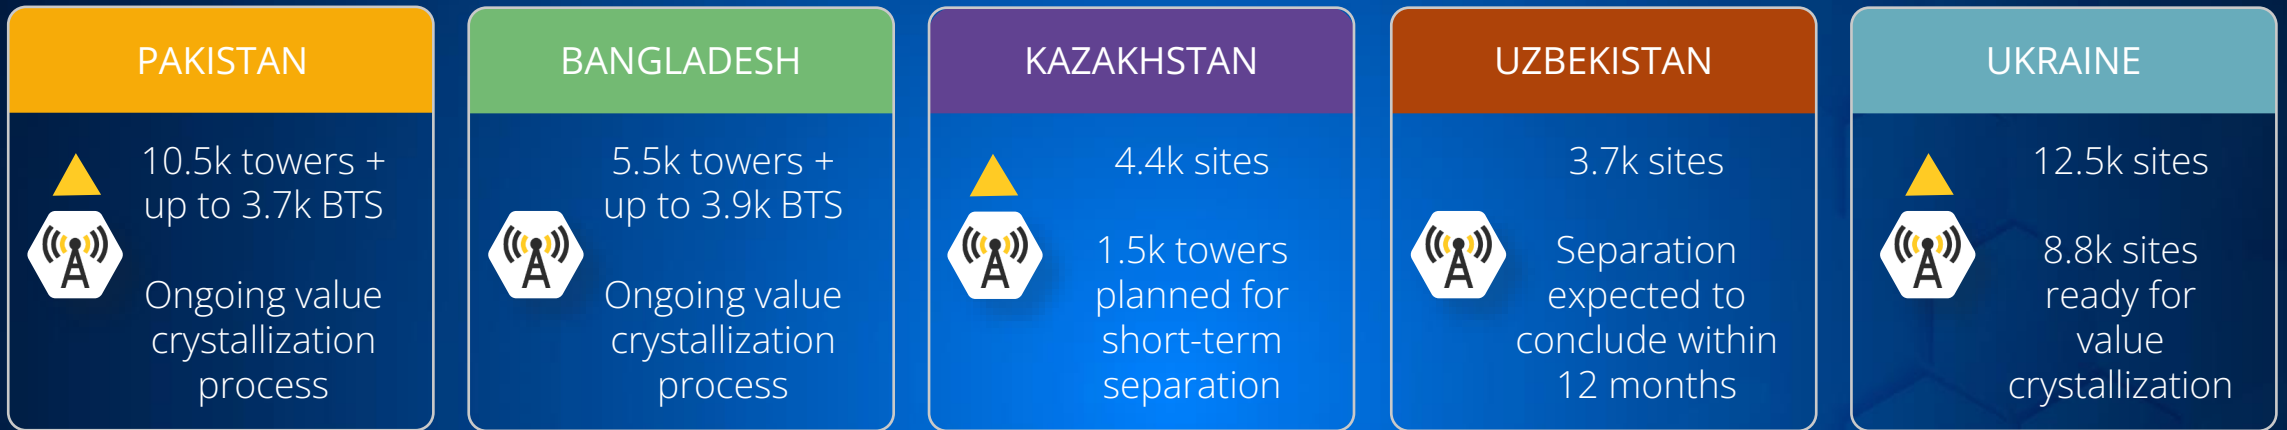 PAKISTAN
10.5k towers +
up to 3.7k BTS
Ongoing value
crystallization
process
BANGLADESH
5.5k towers +
up to 3.9k BTS
Ongoing value
crystallization
process
KAZAKHSTAN
4.4k sites
1.5k towers
planned for
short-term
separation
UZBEKISTAN
3.7k sites
Separation
expected to
conclude within
12 months
UKRAINE
12.5k sites
8.8k sites
ready for
value
crystallization